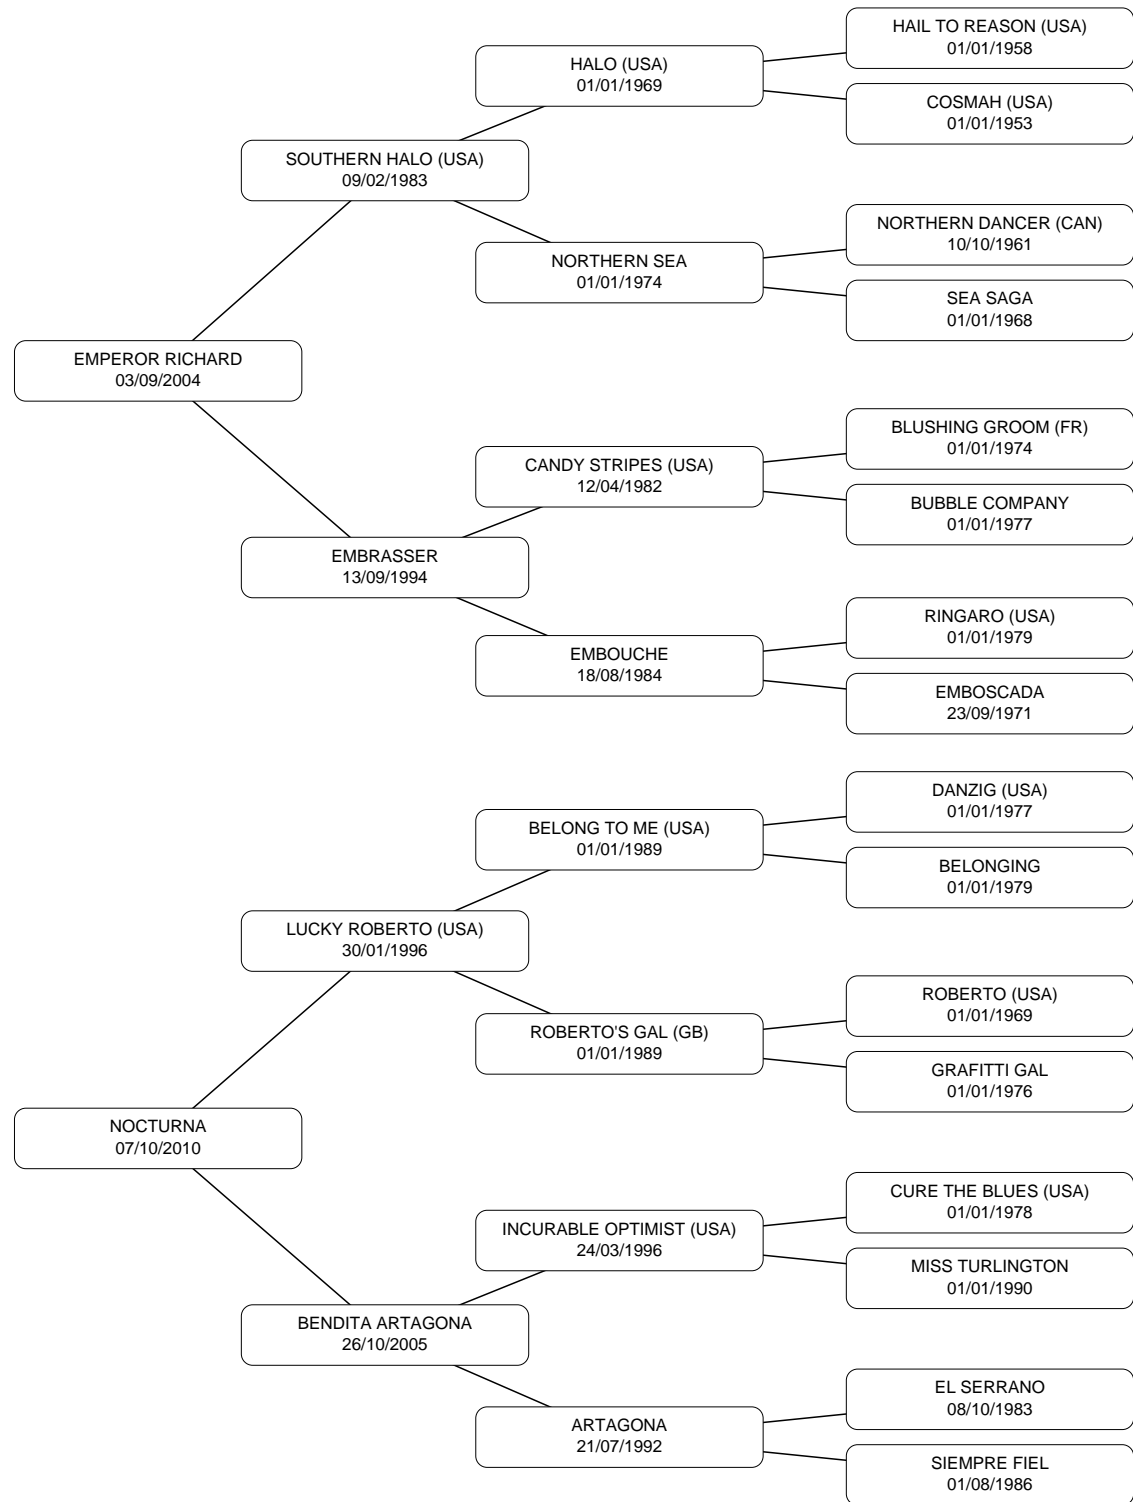 HAIL TO REASON (USA)
01/01/1958
HALO (USA)
01/01/1969
COSMAH (USA)
01/01/1953
SOUTHERN HALO (USA)
09/02/1983
NORTHERN DANCER (CAN)
10/10/1961
NORTHERN SEA
01/01/1974
SEA SAGA
01/01/1968
EMPEROR RICHARD
03/09/2004
BLUSHING GROOM (FR)
01/01/1974
CANDY STRIPES (USA)
12/04/1982
BUBBLE COMPANY
01/01/1977
EMBRASSER
13/09/1994
RINGARO (USA)
01/01/1979
EMBOUCHE
18/08/1984
EMBOSCADA
23/09/1971
DANZIG (USA)
01/01/1977
BELONG TO ME (USA)
01/01/1989
BELONGING
01/01/1979
LUCKY ROBERTO (USA)
30/01/1996
ROBERTO (USA)
01/01/1969
ROBERTO'S GAL (GB)
01/01/1989
GRAFITTI GAL
01/01/1976
NOCTURNA
07/10/2010
CURE THE BLUES (USA)
01/01/1978
INCURABLE OPTIMIST (USA)
24/03/1996
MISS TURLINGTON
01/01/1990
BENDITA ARTAGONA
26/10/2005
EL SERRANO
08/10/1983
ARTAGONA
21/07/1992
SIEMPRE FIEL
01/08/1986